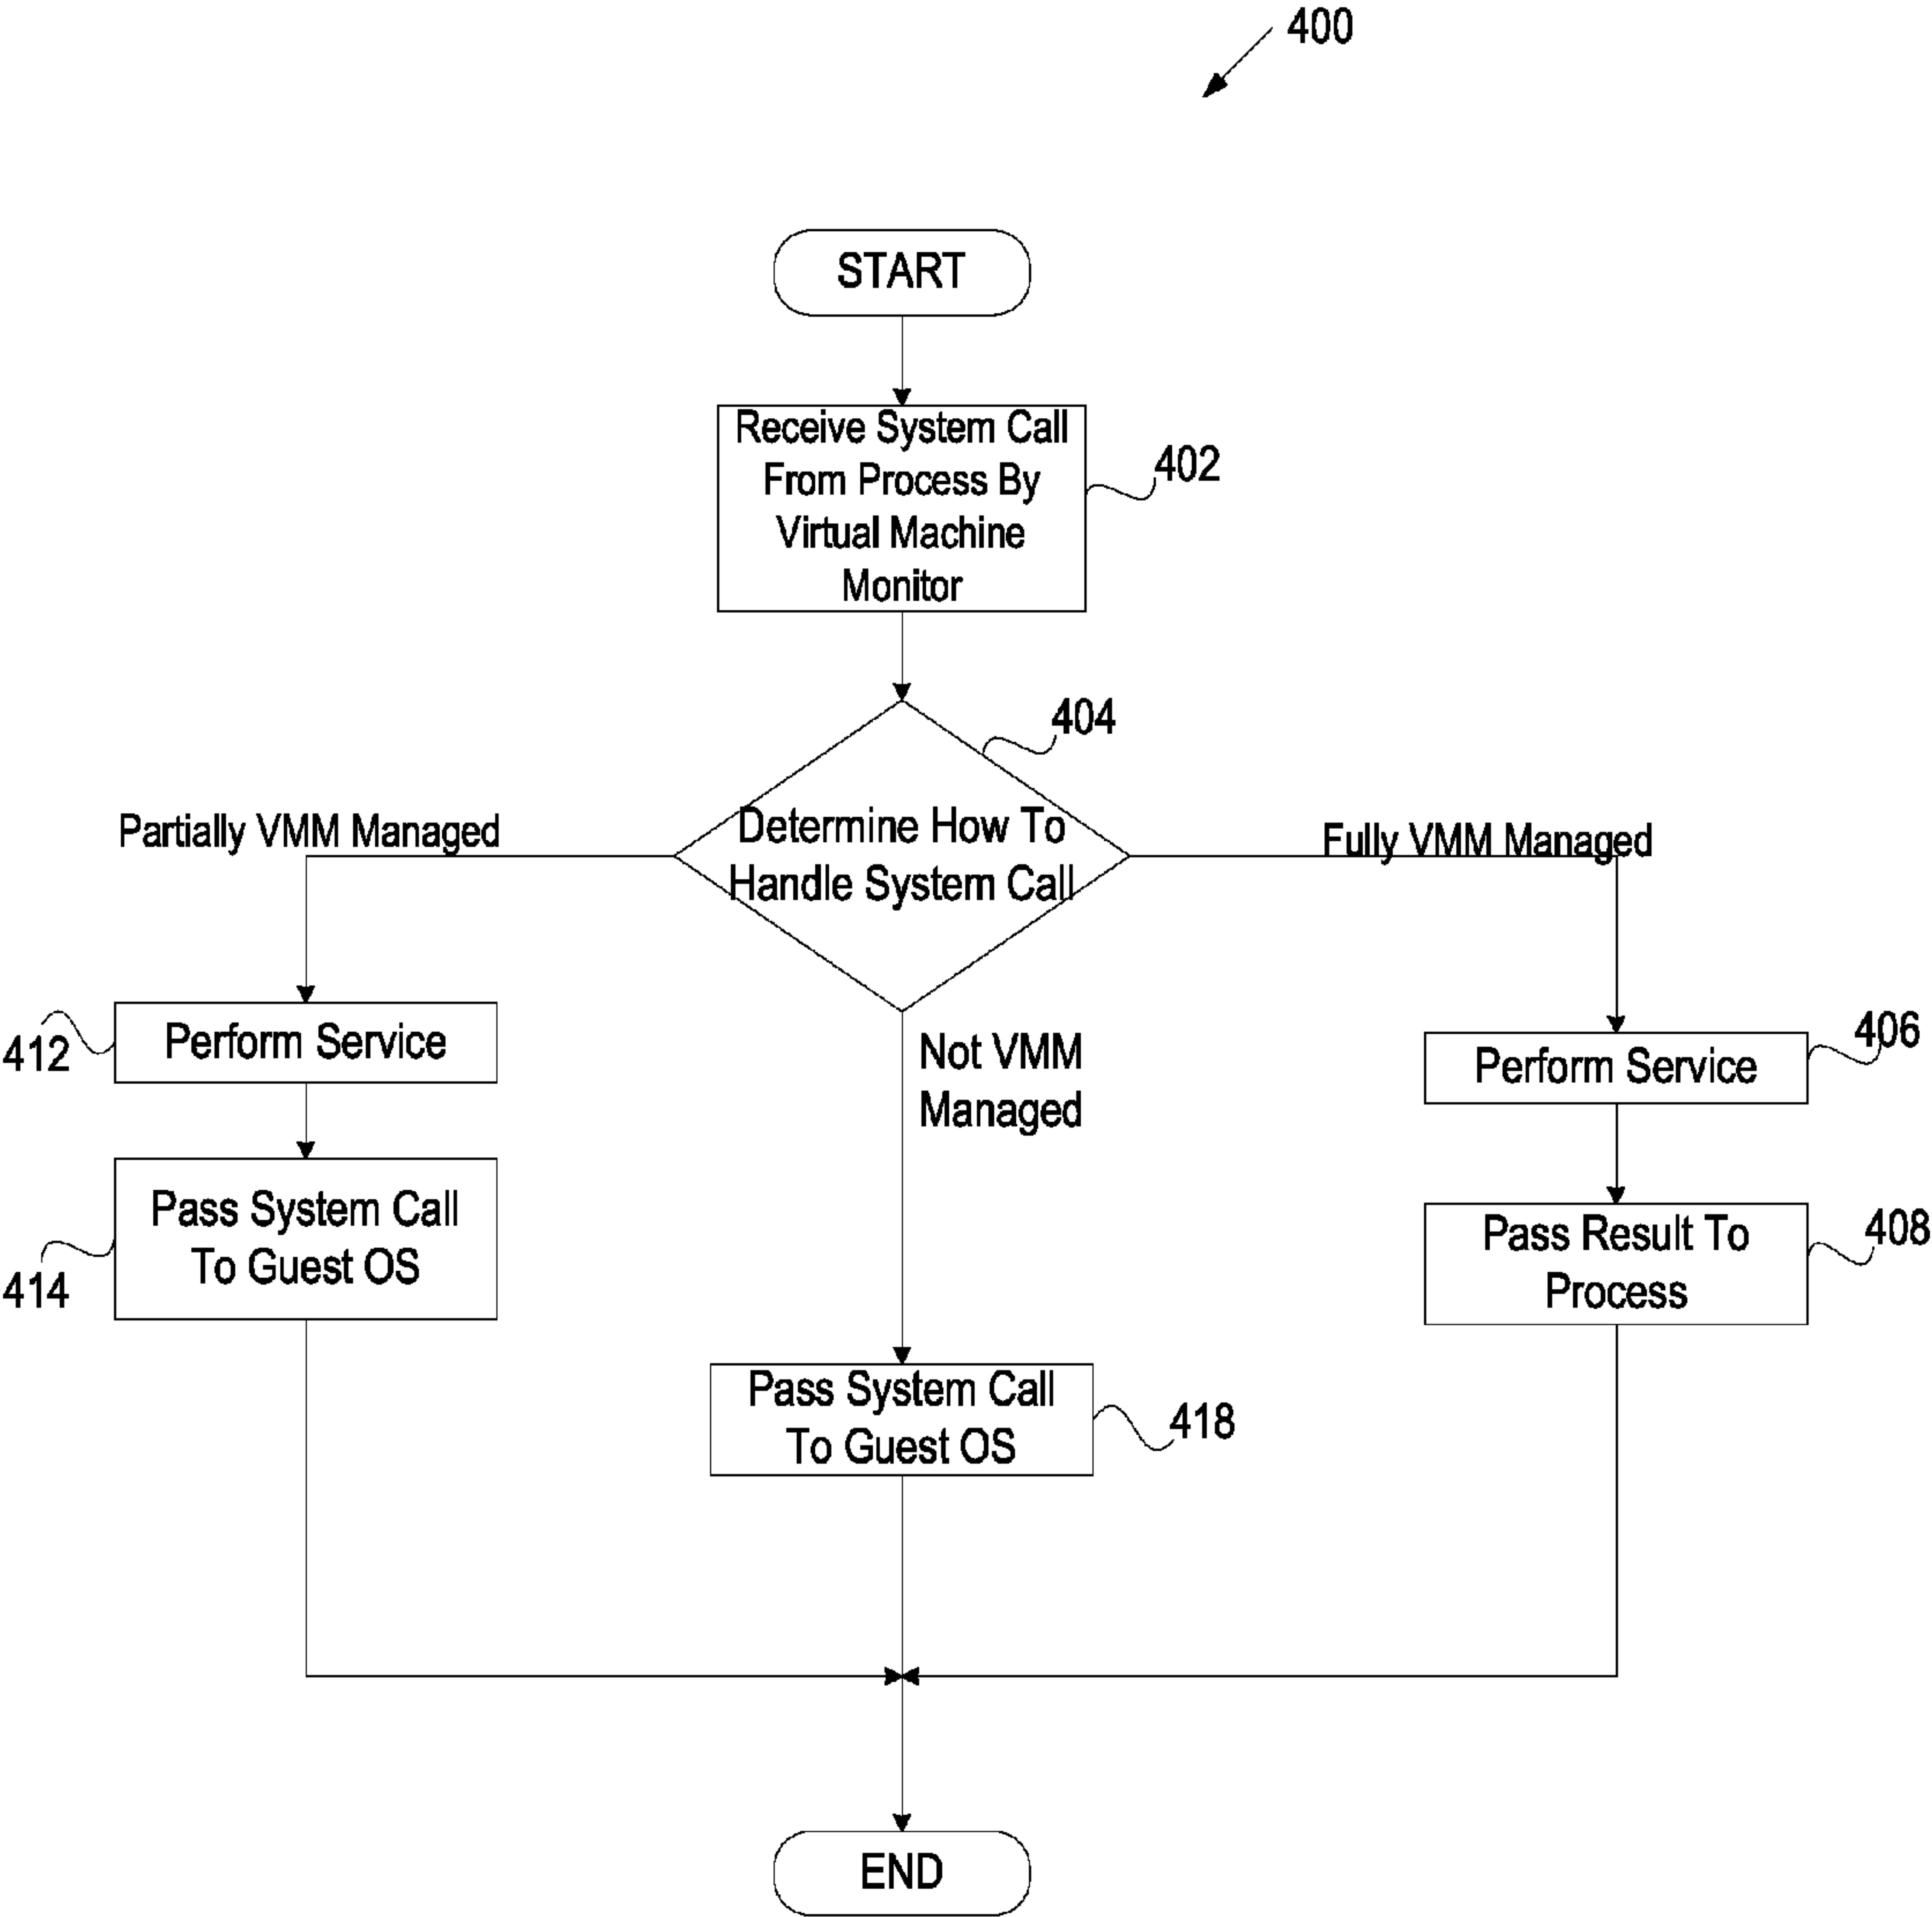 400
START
Receive System Call
From Process By
Virtual Machine
Monitor
402
404
Determine How To
Handle System Call
Partially VMM Managed
Fully VMM Managed
Not VMM
Managed
412
Perform Service
406
Perform Service
414
Pass System Call
To Guest OS
408
Pass Result To
Process
Pass System Call
To Guest OS
418
END